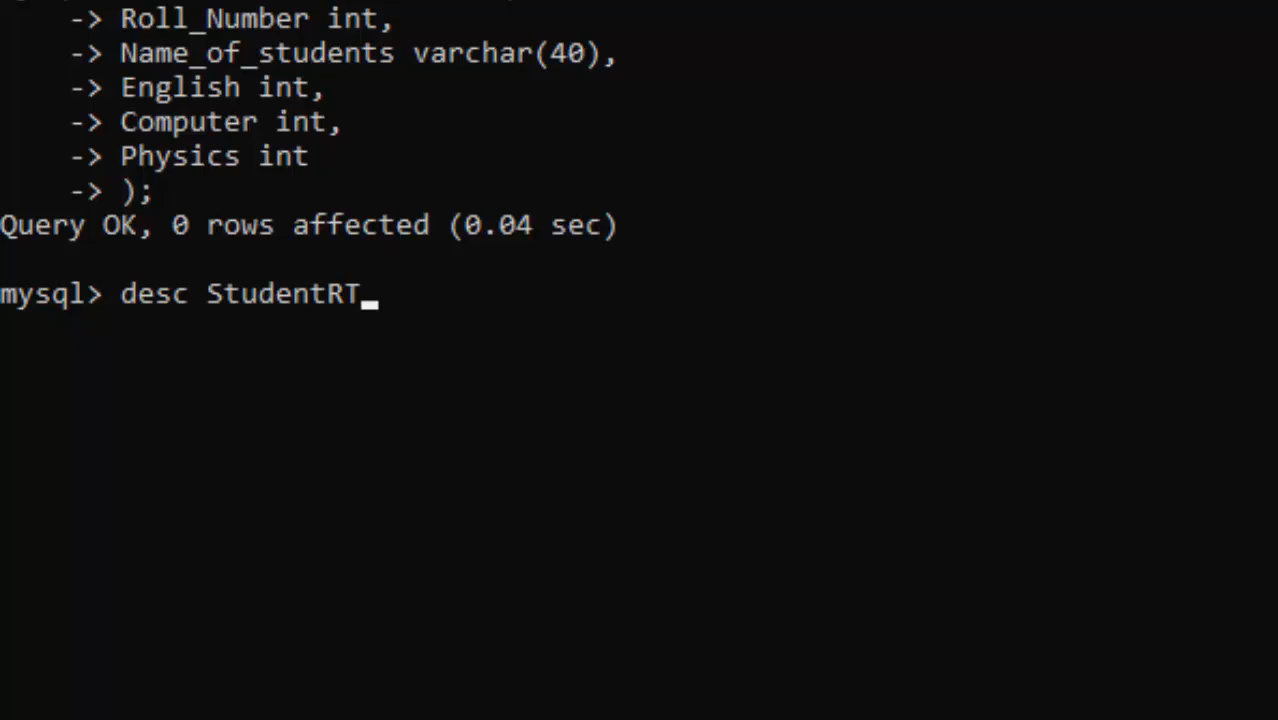 -> Roll_Number int,
-> Name_of_students varchar(40),
-> English int,
-> Computer int,
-> Physics int
-> );
Query OK, 0 rows affected (0.04 sec)
mysql> desc StudentRT